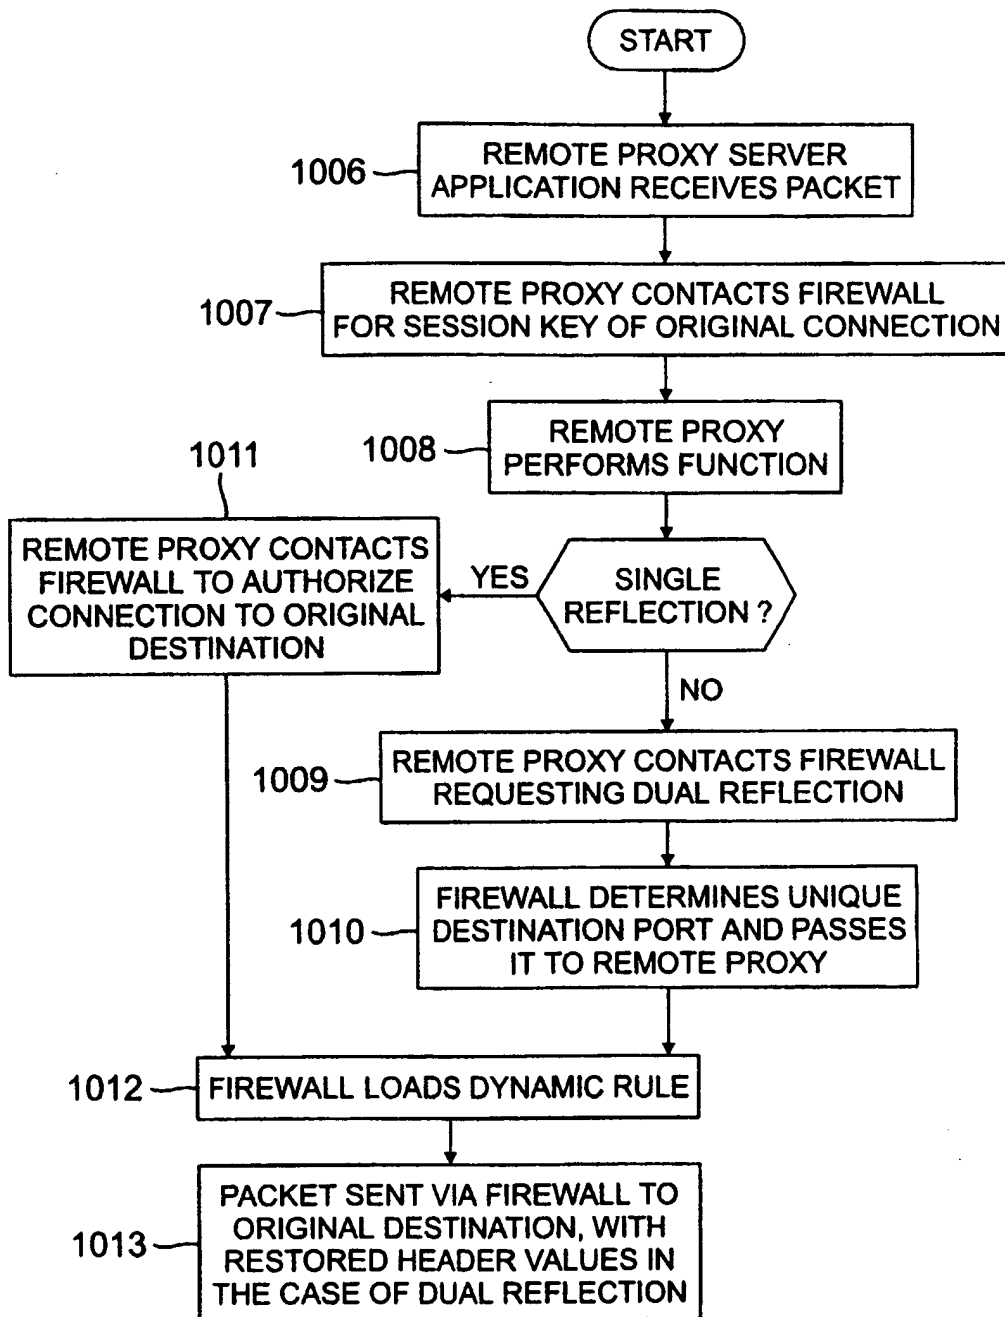 START
1006
REMOTE PROXY SERVER
APPLICATION RECEIVES PACKET
1007
REMOTE PROXY CONTACTS FIREWALL
FOR SESSION KEY OF ORIGINAL CONNECTION
1008
REMOTE PROXY
PERFORMS FUNCTION
SINGLE
REFLECTION ?
YES
1011
REMOTE PROXY CONTACTS
FIREWALL TO AUTHORIZE
CONNECTION TO ORIGINAL
DESTINATION
NO
1009
REMOTE PROXY CONTACTS FIREWALL
REQUESTING DUAL REFLECTION
1010
FIREWALL DETERMINES UNIQUE
DESTINATION PORT AND PASSES
IT TO REMOTE PROXY
1012
FIREWALL LOADS DYNAMIC RULE
1013
PACKET SENT VIA FIREWALL TO
ORIGINAL DESTINATION, WITH
RESTORED HEADER VALUES IN
THE CASE OF DUAL REFLECTION